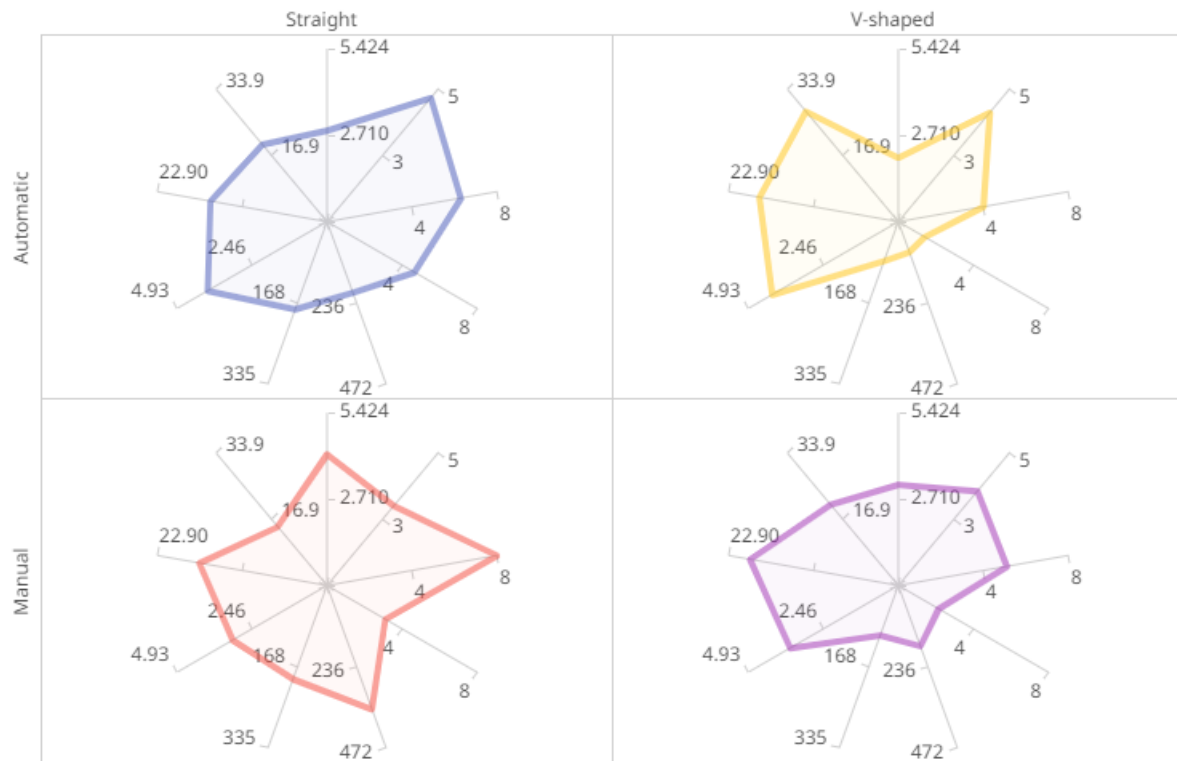 Straight V-shaped
5.424 5.424
33.9 5 33.9 5
16.9 2.710 16.9 2.710
3 3
22.90 8 22.90 8
Automatic
4 4
2.46 2.46
4 4
4.93 168 236 4.93 168 236
8 8
335 472 335 472
5.424 5.424
33.9 5 33.9 5
16.9 2.710 16.9 2.710
3 3
22.90 22.90
8 8
Manual
4 4
2.46 2.46
4 4
4.93 168 236 4.93 168 236
8 8
335 472 335 472